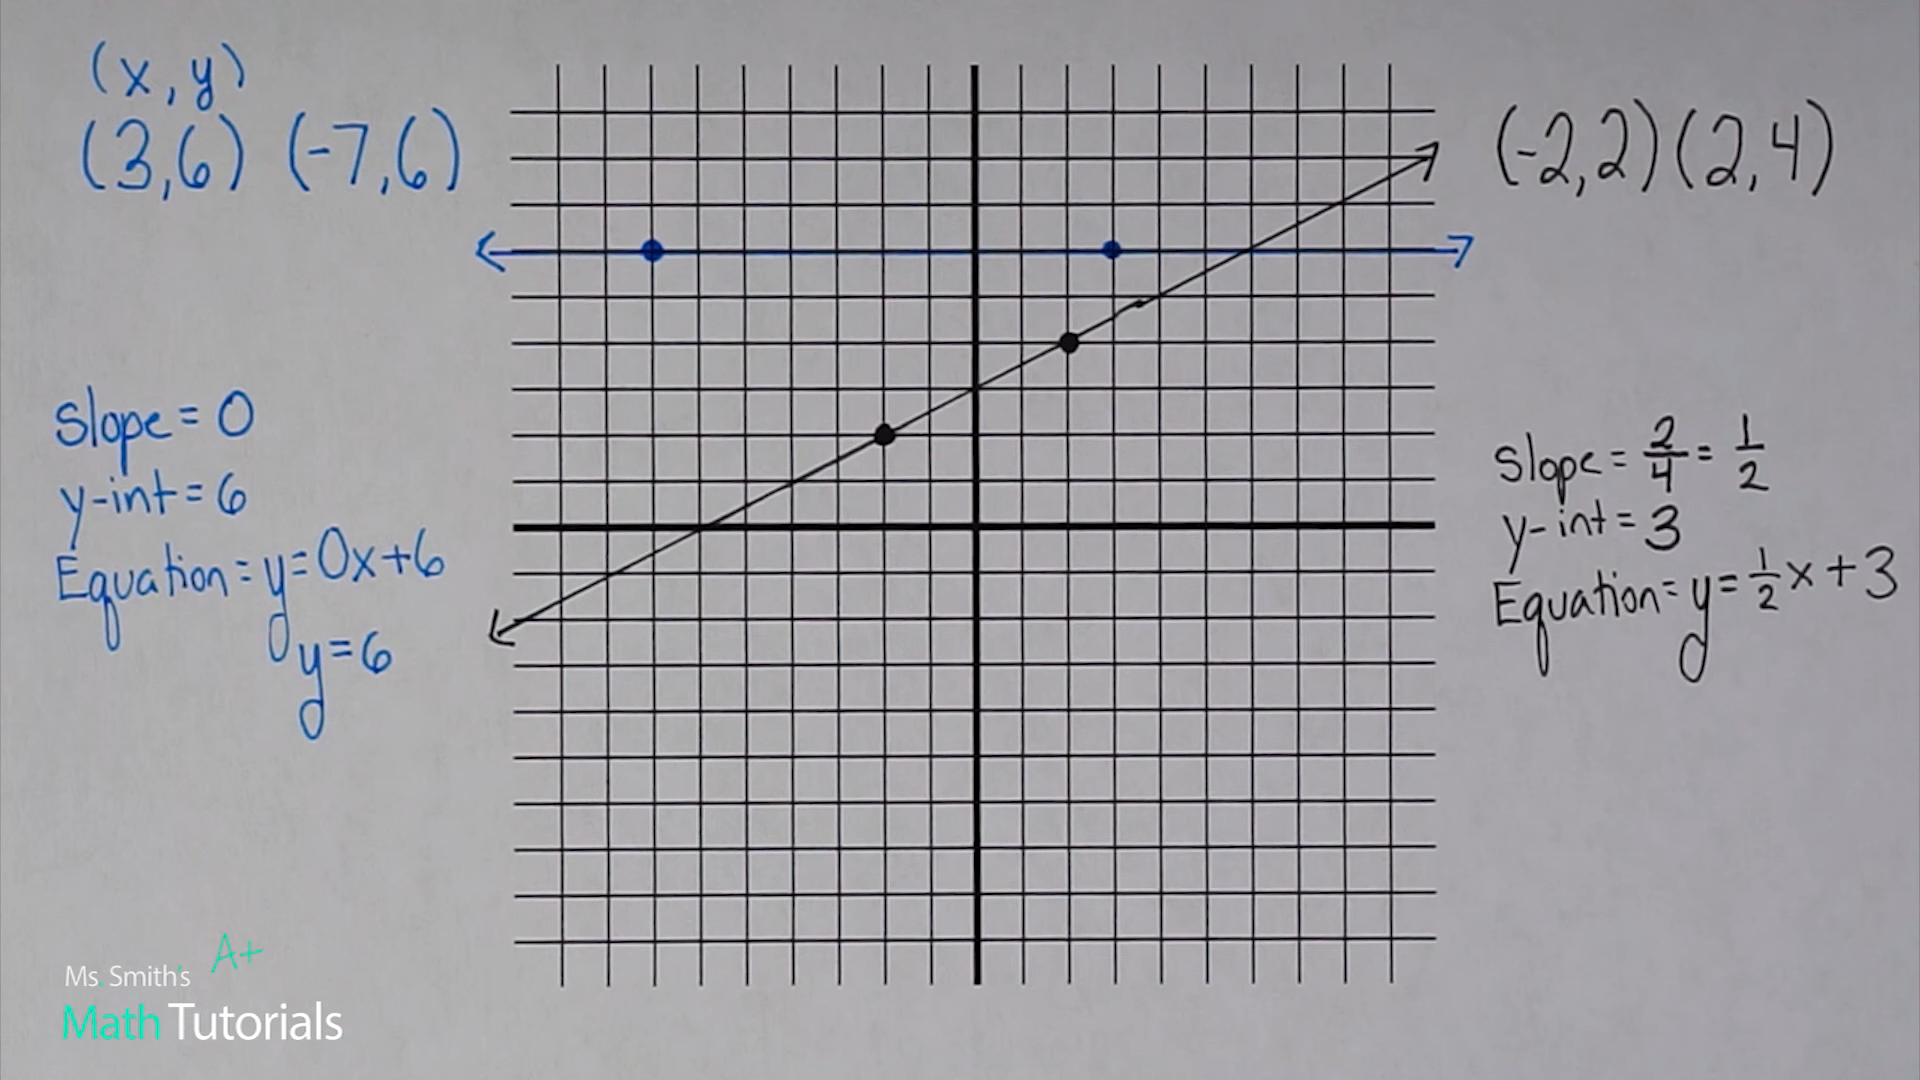 (x,y)
(3,6) (-7,6)
Slope = 0
y-int = 6
Equation = y=0x+6
y=6
(-2,2)(2,4)
Slope = 2/4 = 1/2
y-int = 3
Equation = y = 1/2 x + 3
A+
Ms. Smith's
Math Tutorials